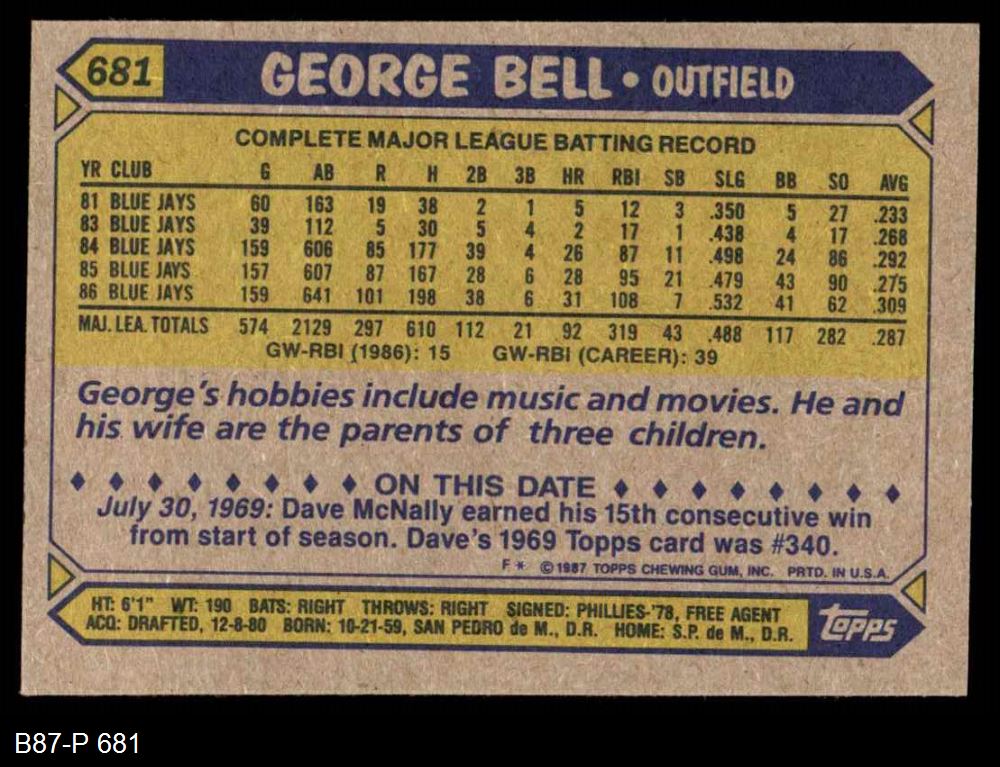 681
GEORGE BELL • OUTFIELD
COMPLETE MAJOR LEAGUE BATTING RECORD
YR CLUB G AB R H 2B 3B HR RBI SB SLG BB SO AVG
81 BLUE JAYS 60 163 19 38 2 1 5 12 3 .350 5 27 .233
83 BLUE JAYS 39 112 5 30 5 4 2 17 1 .438 4 17 .268
84 BLUE JAYS 159 606 85 177 39 4 26 87 11 .498 24 86 .292
85 BLUE JAYS 157 607 87 167 28 6 28 95 21 .479 43 90 .275
86 BLUE JAYS 159 641 101 198 38 6 31 108 7 .532 41 62 .309
MAJ. LEA. TOTALS 574 2129 297 610 112 21 92 319 43 .488 117 282 .287
GW-RBI (1986): 15 GW-RBI (CAREER): 39
George's hobbies include music and movies. He and
his wife are the parents of three children.
♦ ♦ ♦ ♦ ♦ ♦ ♦ ♦ ON THIS DATE ♦ ♦ ♦ ♦ ♦ ♦ ♦ ♦
July 30, 1969: Dave McNally earned his 15th consecutive win
from start of season. Dave's 1969 Topps card was #340.
F * © 1987 TOPPS CHEWING GUM, INC. PRTD. IN U.S.A.
HT: 6'1" WT: 190 BATS: RIGHT THROWS: RIGHT SIGNED: PHILLIES-'78, FREE AGENT
ACQ: DRAFTED, 12-8-80 BORN: 10-21-59, SAN PEDRO de M., D.R. HOME: S.P. de M., D.R.
Topps
B87-P 681